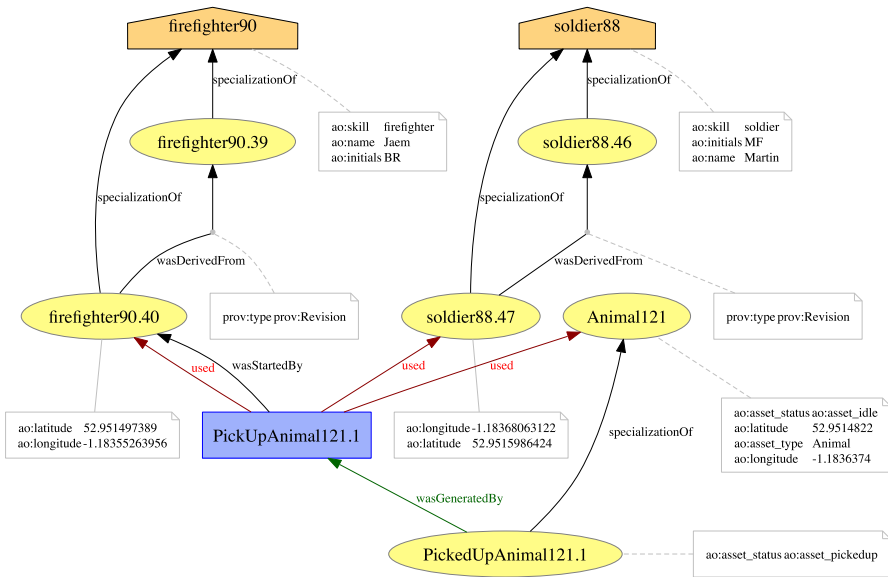 firefighter90
soldier88
specializationOf
specializationOf
ao:skill firefighter
ao:name Jaem
ao:initials BR
ao:skill soldier
ao:initials MF
ao:name Martin
firefighter90.39
soldier88.46
specializationOf
specializationOf
wasDerivedFrom
wasDerivedFrom
firefighter90.40
prov:type prov:Revision
soldier88.47
Animal121
prov:type prov:Revision
used
wasStartedBy
used
used
ao:latitude 52.951497389
ao:longitude -1.18355263956
PickUpAnimal121.1
ao:longitude -1.18368063122
ao:latitude 52.9515986424
ao:asset_status ao:asset_idle
ao:latitude 52.9514822
ao:asset_type Animal
ao:longitude -1.1836374
specializationOf
wasGeneratedBy
PickedUpAnimal121.1
ao:asset_status ao:asset_pickedup